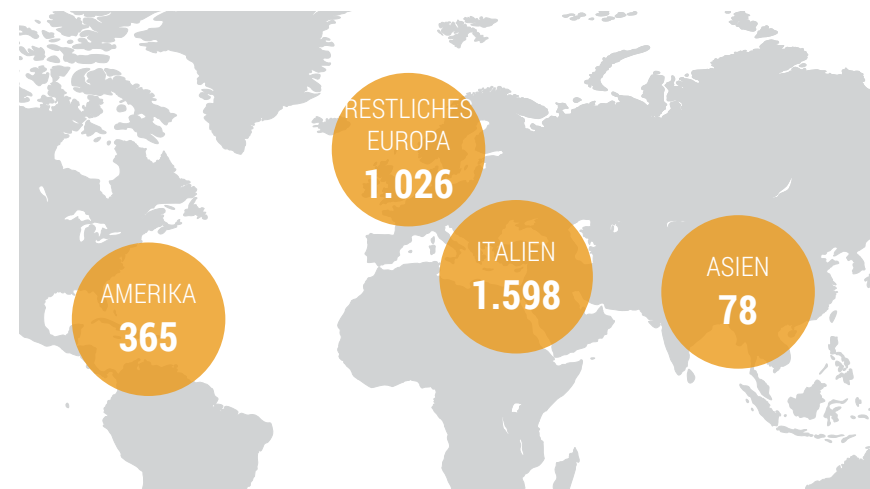 RESTLICHES
EUROPA
1.026
ITALIEN
1.598
ASIEN
78
AMERIKA
365